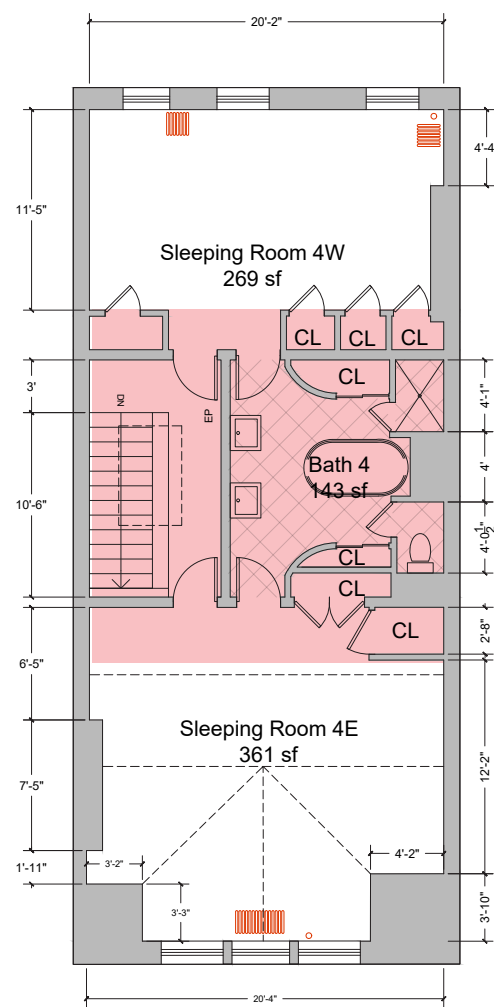 20'-2"
4'-4
11'-5"
Sleeping Room 4W
269 sf
CL
CL
CL
CL
3'
DN
EP
4'-1"
Bath 4
143 sf
4'
10'-6"
4'-0 1/2"
CL
CL
CL
2'-8"
6'-5"
Sleeping Room 4E
361 sf
12'-2"
7'-5"
3'-2"
4'-2"
1'-11"
3'-3"
3'-10"
20'-4"